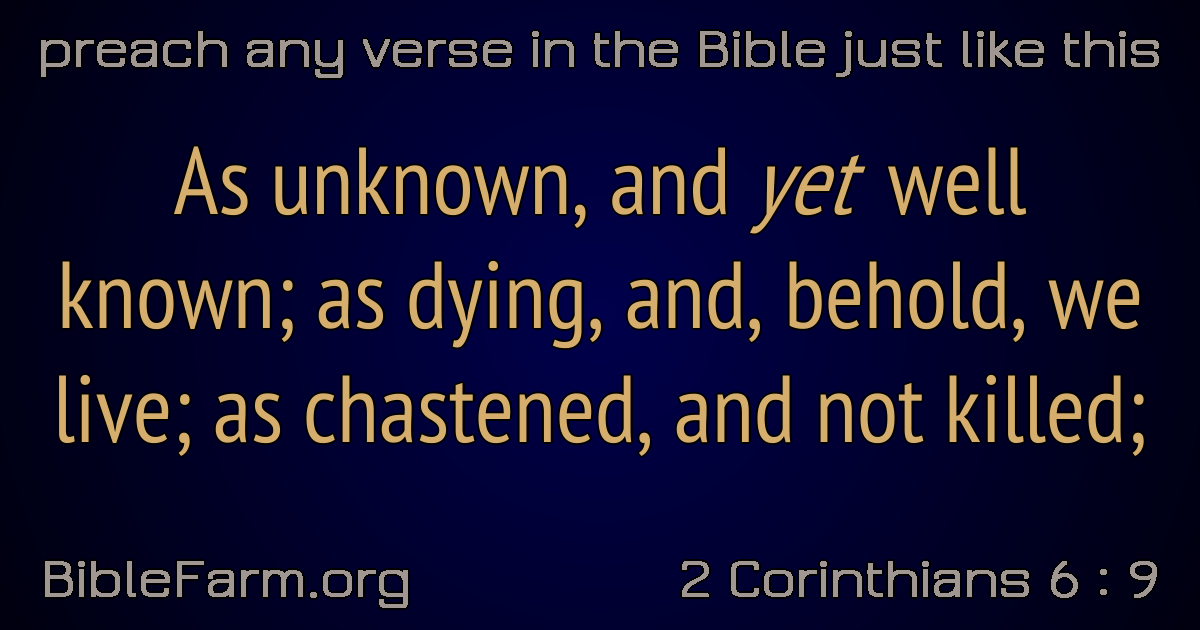 preach any verse in the Bible just like this
As unknown, and yet well
known; as dying, and, behold, we
live; as chastened, and not killed;
BibleFarm.org
2 Corinthians 6 : 9